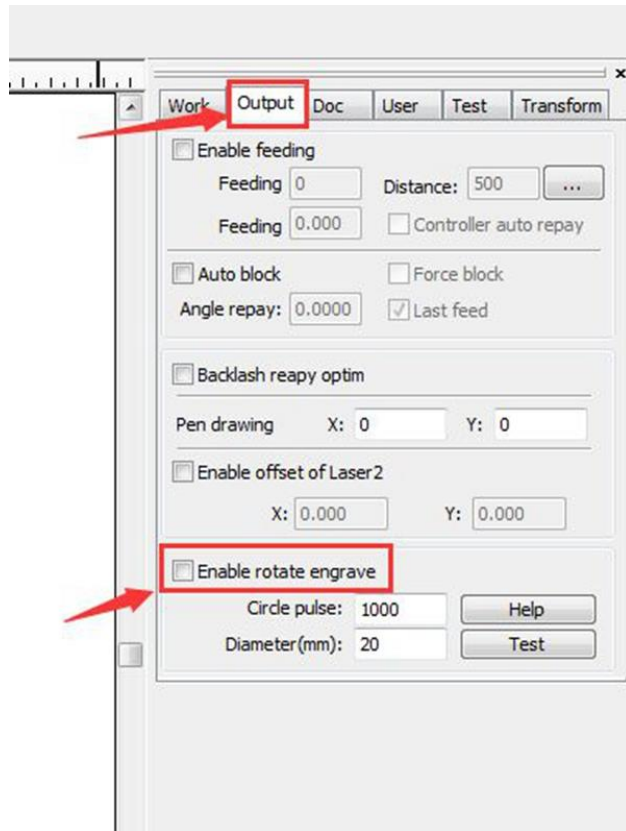 Work Output Doc User Test Transform
Enable feeding
Feeding 0 Distance: 500 ...
Feeding 0.000 Controller auto repay
Auto block Force block
Angle repay: 0.0000 Last feed
Backlash reapy optim
Pen drawing X: 0 Y: 0
Enable offset of Laser2
X: 0.000 Y: 0.000
Enable rotate engrave
Circle pulse: 1000 Help
Diameter(mm): 20 Test